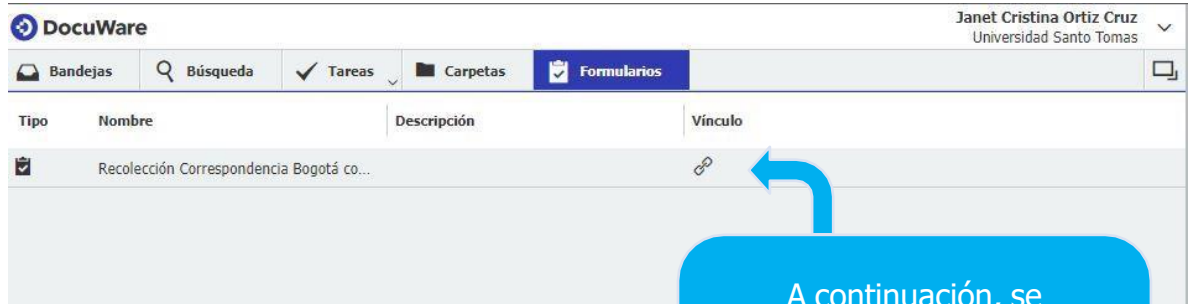 DocuWare
Janet Cristina Ortiz Cruz
Universidad Santo Tomas
Bandejas Búsqueda Tareas Carpetas Formularios
Tipo Nombre Descripción Vínculo
Recolección Correspondencia Bogotá co...
A continuación, se